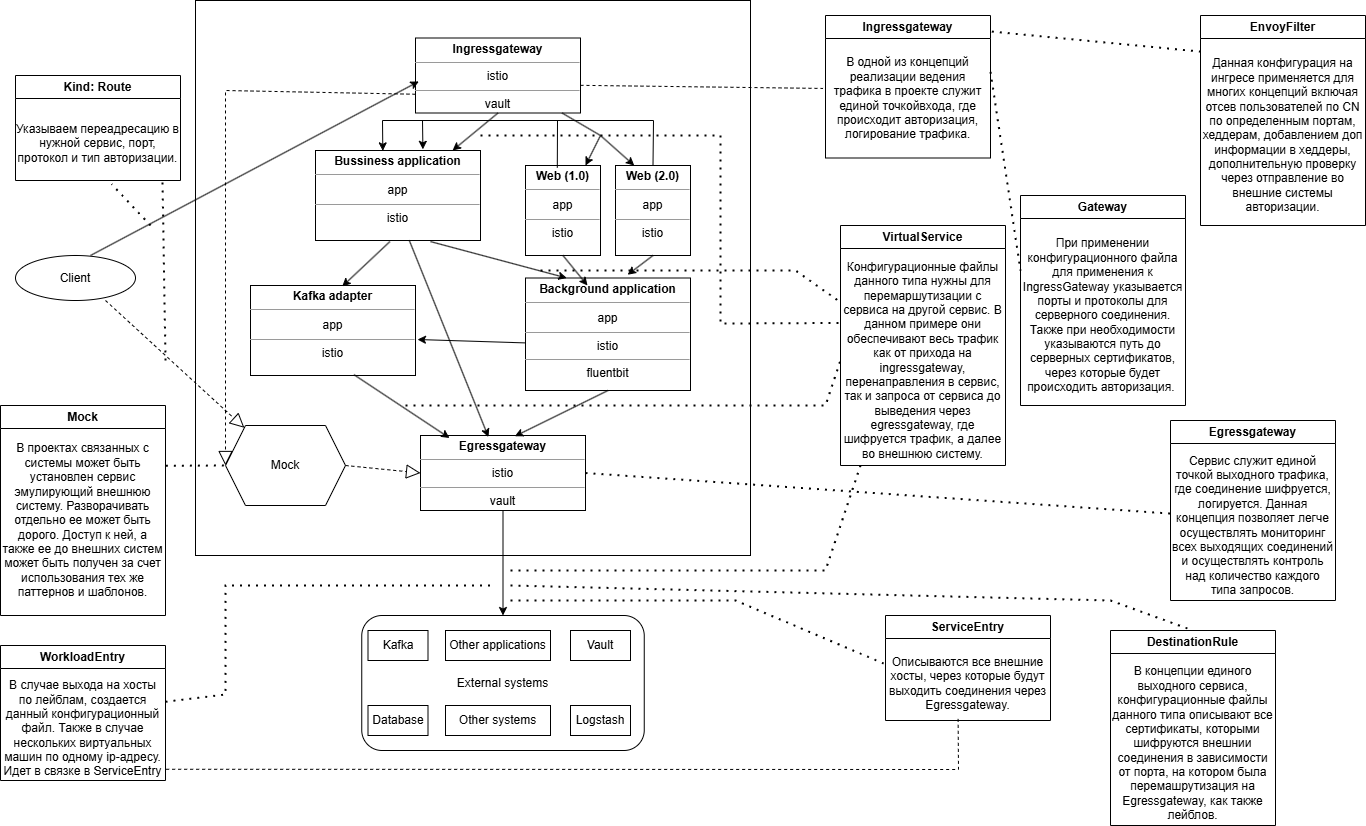 Ingressgateway
istio
vault
Ingressgateway
В одной из концепций
реализации ведения
трафика в проекте служит
единой точкойвхода, где
происходит авторизация,
логирование трафика.
EnvoyFilter
Данная конфигурация на
ингресе применяется для
многих концепций включая
отсев пользователей по CN
по определенным портам,
хеддерам, добавлением доп
информации в хеддеры,
дополнительную проверку
через отправление во
внешние системы
авторизации.
Kind: Route
Указываем переадресацию в
нужной сервис, порт,
протокол и тип авторизации.
Bussiness application
app
istio
Web (1.0)
app
istio
Web (2.0)
app
istio
Gateway
При применении
конфигурационного файла
для применения к
IngressGateway указывается
порты и протоколы для
серверного соединения.
Также при необходимости
указываются путь до
серверных сертификатов,
через которые будет
происходить авторизация.
VirtualService
Конфигурационные файлы
данного типа нужны для
перемаршутизации с
сервиса на другой сервис. В
данном примере они
обеспечивают весь трафик
как от прихода на
ingressgateway,
перенаправления в сервис,
так и запроса от сервиса до
выведения через
egressgateway, где
шифруется трафик, а далее
во внешнюю систему.
Client
Kafka adapter
app
istio
Background application
app
istio
fluentbit
Mock
В проектах связанных с
системы может быть
установлен сервис
эмулирующий внешнюю
систему. Разворачивать
отдельно ее может быть
дорого. Доступ к ней, а
также ее до внешних систем
может быть получен за счет
использования тех же
паттернов и шаблонов.
Mock
Egressgateway
istio
vault
Egressgateway
Сервис служит единой
точкой выходного трафика,
где соединение шифруется,
логируется. Данная
концепция позволяет легче
осуществлять мониторинг
всех выходящих соединений
и осуществлять контроль
над количество каждого
типа запросов.
WorkloadEntry
В случае выхода на хосты
по лейблам, создается
данный конфигурационный
файл. Также в случае
нескольких виртуальных
машин по одному ip-адресу.
Идет в связке в ServiceEntry
Kafka
Other applications
Vault
External systems
Database
Other systems
Logstash
ServiceEntry
Описываются все внешние
хосты, через которые будут
выходить соединения через
Egressgateway.
DestinationRule
В концепции единого
выходного сервиса,
конфигурационные файлы
данного типа описывают все
сертификаты, которыми
шифруются внешнии
соединения в зависимости
от порта, на котором была
перемашрутизация на
Egressgateway, как также
лейблов.